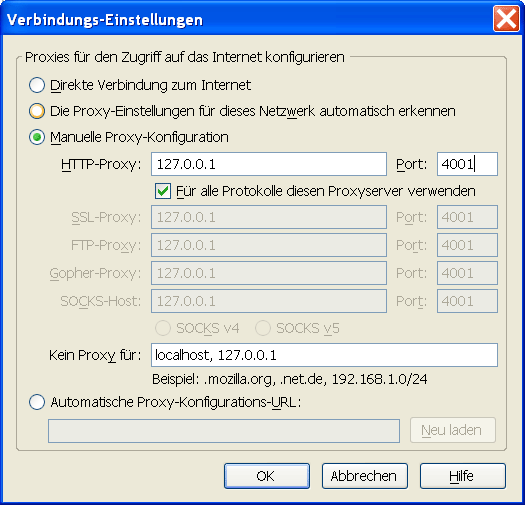 Verbindungs-Einstellungen
Proxies für den Zugriff auf das Internet konfigurieren
Direkte Verbindung zum Internet
Die Proxy-Einstellungen für dieses Netzwerk automatisch erkennen
Manuelle Proxy-Konfiguration
HTTP-Proxy: 127.0.0.1 Port: 4001
Für alle Protokolle diesen Proxyserver verwenden
SSL-Proxy: 127.0.0.1 Port: 4001
FTP-Proxy: 127.0.0.1 Port: 4001
Gopher-Proxy: 127.0.0.1 Port: 4001
SOCKS-Host: 127.0.0.1 Port: 4001
SOCKS v4 SOCKS v5
Kein Proxy für: localhost, 127.0.0.1
Beispiel: .mozilla.org, .net.de, 192.168.1.0/24
Automatische Proxy-Konfigurations-URL:
Neu laden
OK Abbrechen Hilfe